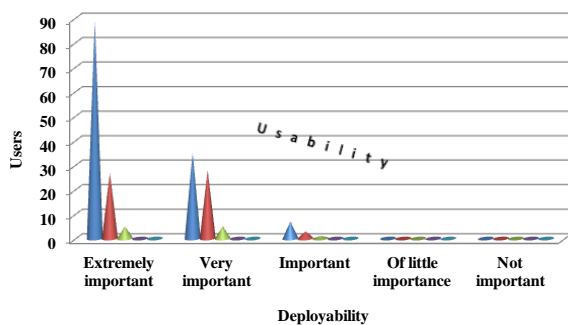 90
80
70
60
50
40
30
20
10
0
Users
Usability
Extremely important
Very important
Important
Of little importance
Not important
Deployability